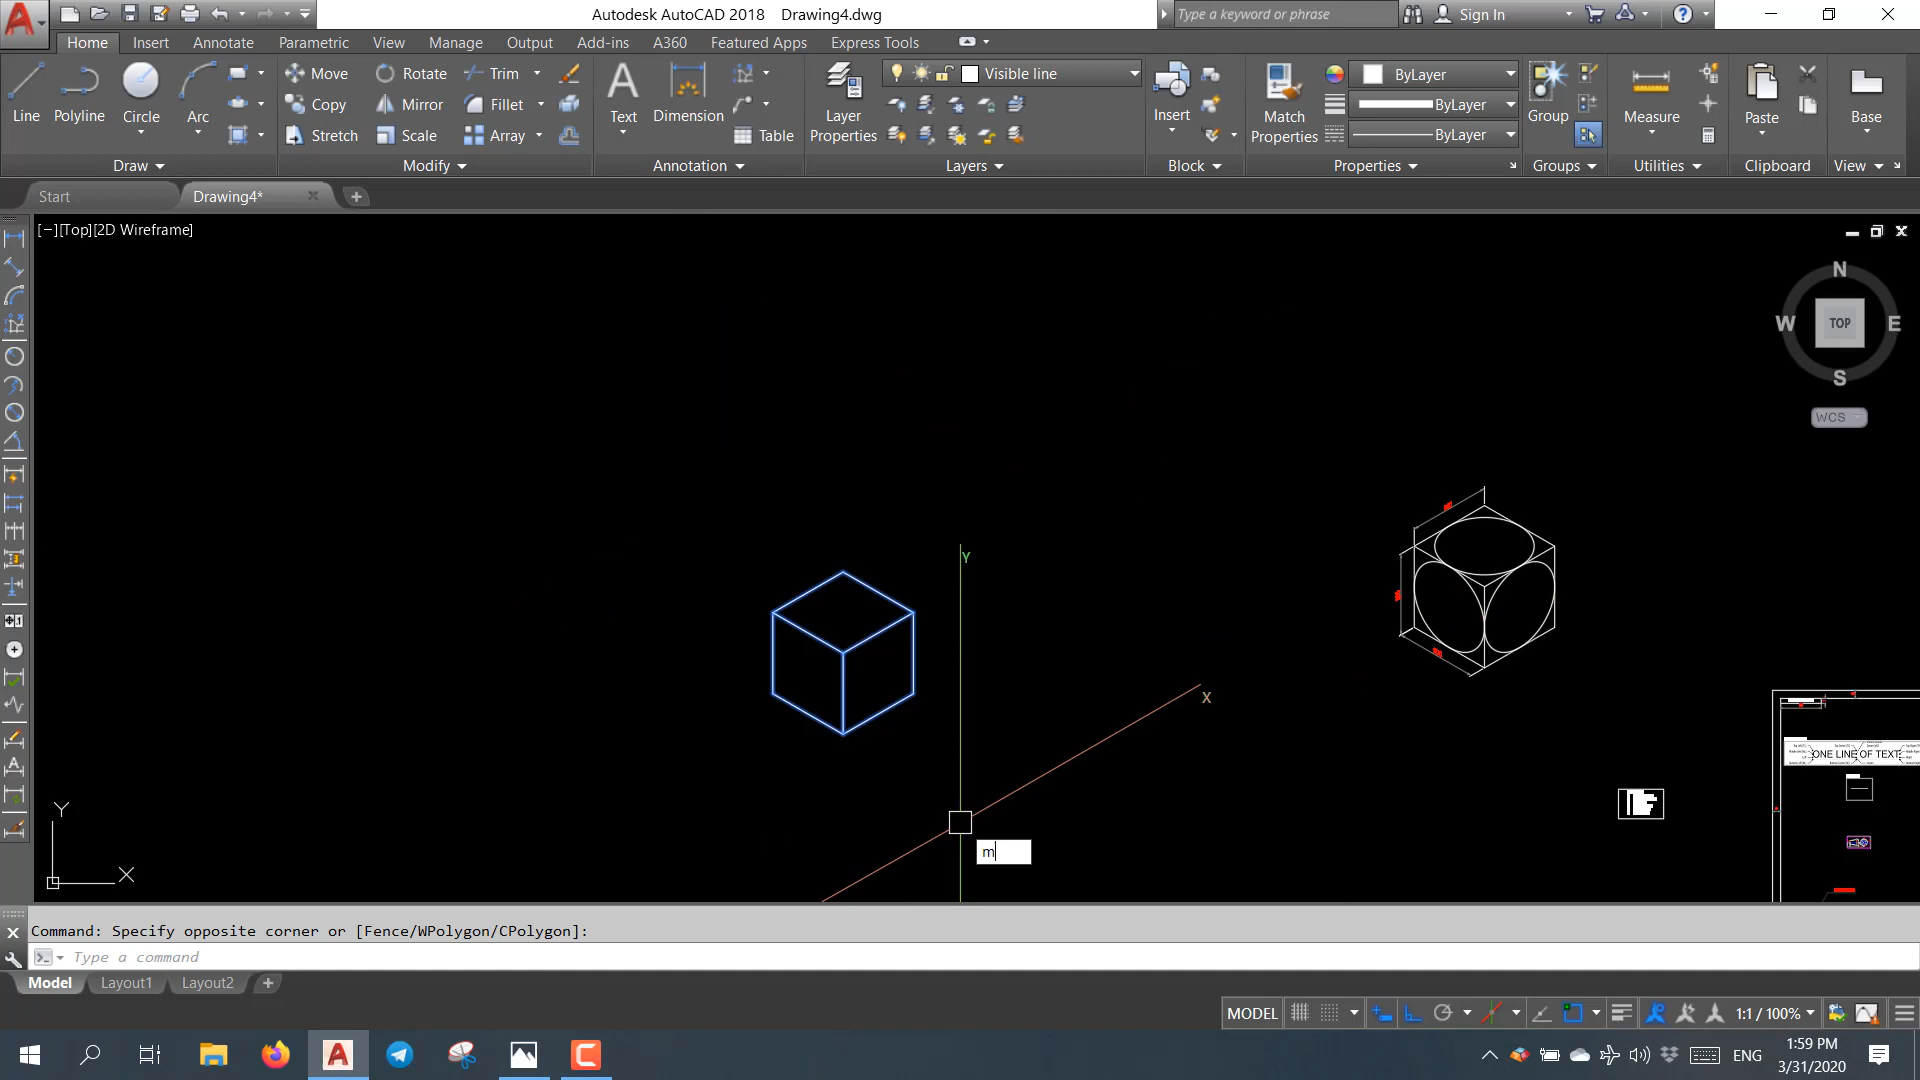 Autodesk AutoCAD 2018 Drawing4.dwg
Type a keyword or phrase
Sign In
Home Insert Annotate Parametric View Manage Output Add-ins A360 Featured Apps Express Tools
Line Polyline Circle Arc
Move Rotate Trim
Copy Mirror Fillet
Stretch Scale Array
Text Dimension Table
Layer Properties
Visible line
Insert
Match Properties
ByLayer
ByLayer
ByLayer
Group
Measure
Paste
Base
Draw Modify Annotation Layers Block Properties Groups Utilities Clipboard View
Start Drawing4*
[−][Top][2D Wireframe]
N
W TOP E
S
WCS
Y
X
m
ONE LINE OF TEXT
Y
X
Command: Specify opposite corner or [Fence/WPolygon/CPolygon]:
Type a command
Model Layout1 Layout2
MODEL 1:1 / 100%
ENG
1:59 PM
3/31/2020